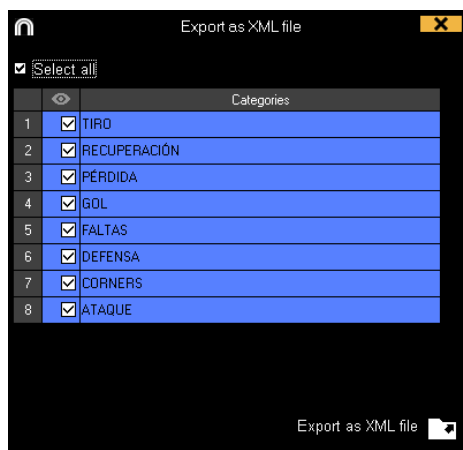 Export as XML file
Select all
Categories
1 TIRO
2 RECUPERACIÓN
3 PÉRDIDA
4 GOL
5 FALTAS
6 DEFENSA
7 CORNERS
8 ATAQUE
Export as XML file